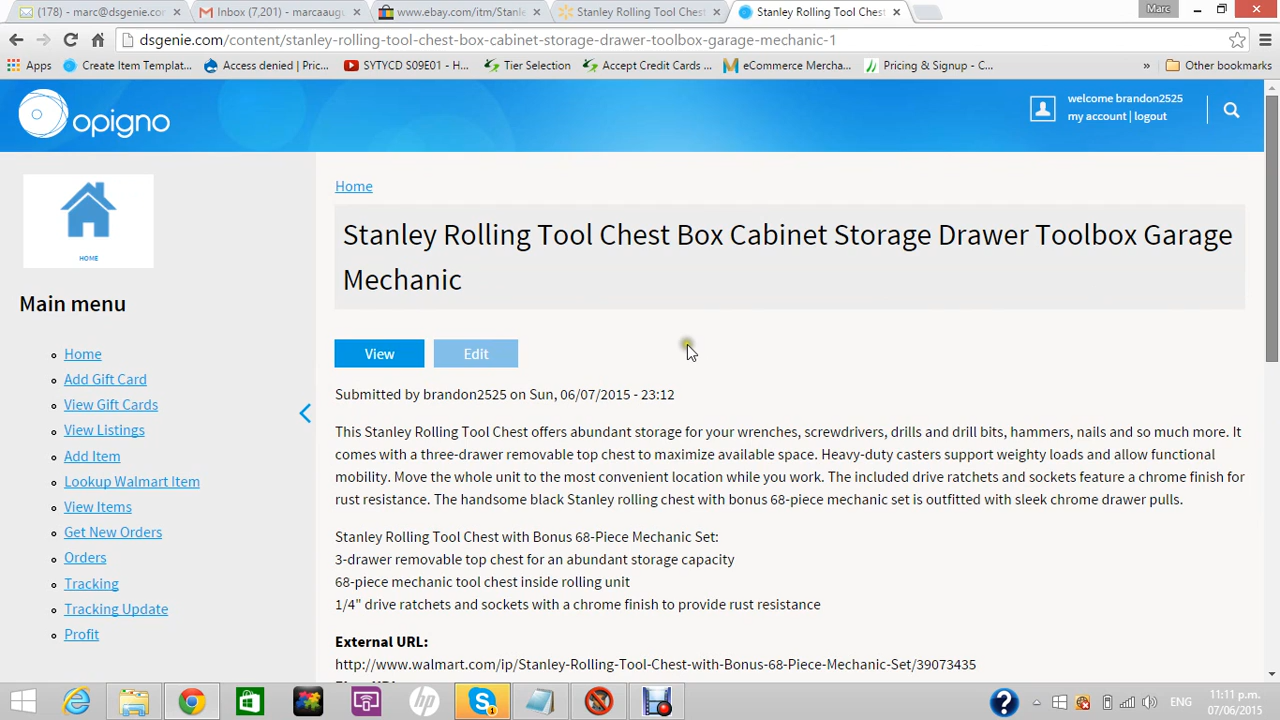 (178) - marc@dsgenie.con
Inbox (7,201) - marcaaugu
www.ebay.com/itm/Stanle
Stanley Rolling Tool Chest
Stanley Rolling Tool Chest
Marc
dsgenie.com/content/stanley-rolling-tool-chest-box-cabinet-storage-drawer-toolbox-garage-mechanic-1
Apps
Create Item Templat...
Access denied | Pric...
SYTYCD S09E01 - H...
Tier Selection
Accept Credit Cards ...
eCommerce Mercha...
Pricing & Signup - C...
»
Other bookmarks
opigno
welcome brandon2525
my account | logout
HOME
Home
Stanley Rolling Tool Chest Box Cabinet Storage Drawer Toolbox Garage
Mechanic
Main menu
Home
Add Gift Card
View Gift Cards
View Listings
Add Item
Lookup Walmart Item
View Items
Get New Orders
Orders
Tracking
Tracking Update
Profit
View
Edit
Submitted by brandon2525 on Sun, 06/07/2015 - 23:12
This Stanley Rolling Tool Chest offers abundant storage for your wrenches, screwdrivers, drills and drill bits, hammers, nails and so much more. It
comes with a three-drawer removable top chest to maximize available space. Heavy-duty casters support weighty loads and allow functional
mobility. Move the whole unit to the most convenient location while you work. The included drive ratchets and sockets feature a chrome finish for
rust resistance. The handsome black Stanley rolling chest with bonus 68-piece mechanic set is outfitted with sleek chrome drawer pulls.
Stanley Rolling Tool Chest with Bonus 68-Piece Mechanic Set:
3-drawer removable top chest for an abundant storage capacity
68-piece mechanic tool chest inside rolling unit
1/4" drive ratchets and sockets with a chrome finish to provide rust resistance
External URL:
http://www.walmart.com/ip/Stanley-Rolling-Tool-Chest-with-Bonus-68-Piece-Mechanic-Set/39073435
ENG
11:11 p.m.
07/06/2015